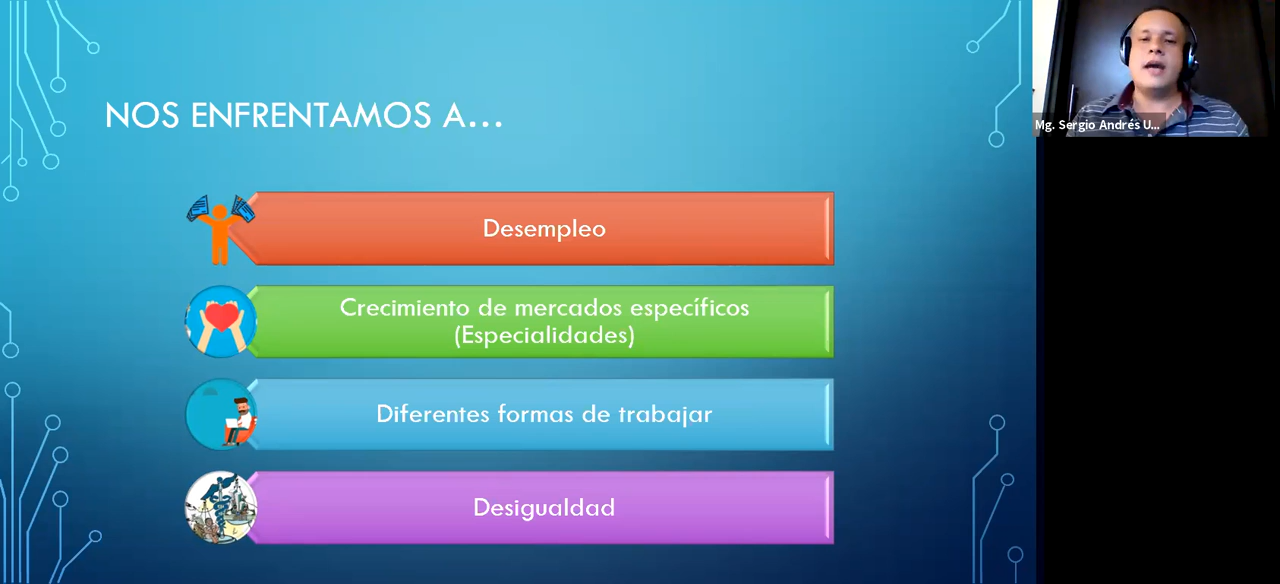 NOS ENFRENTAMOS A...
Mg. Sergio Andrés U...
Desempleo
Crecimiento de mercados específicos
(Especialidades)
Diferentes formas de trabajar
Desigualdad